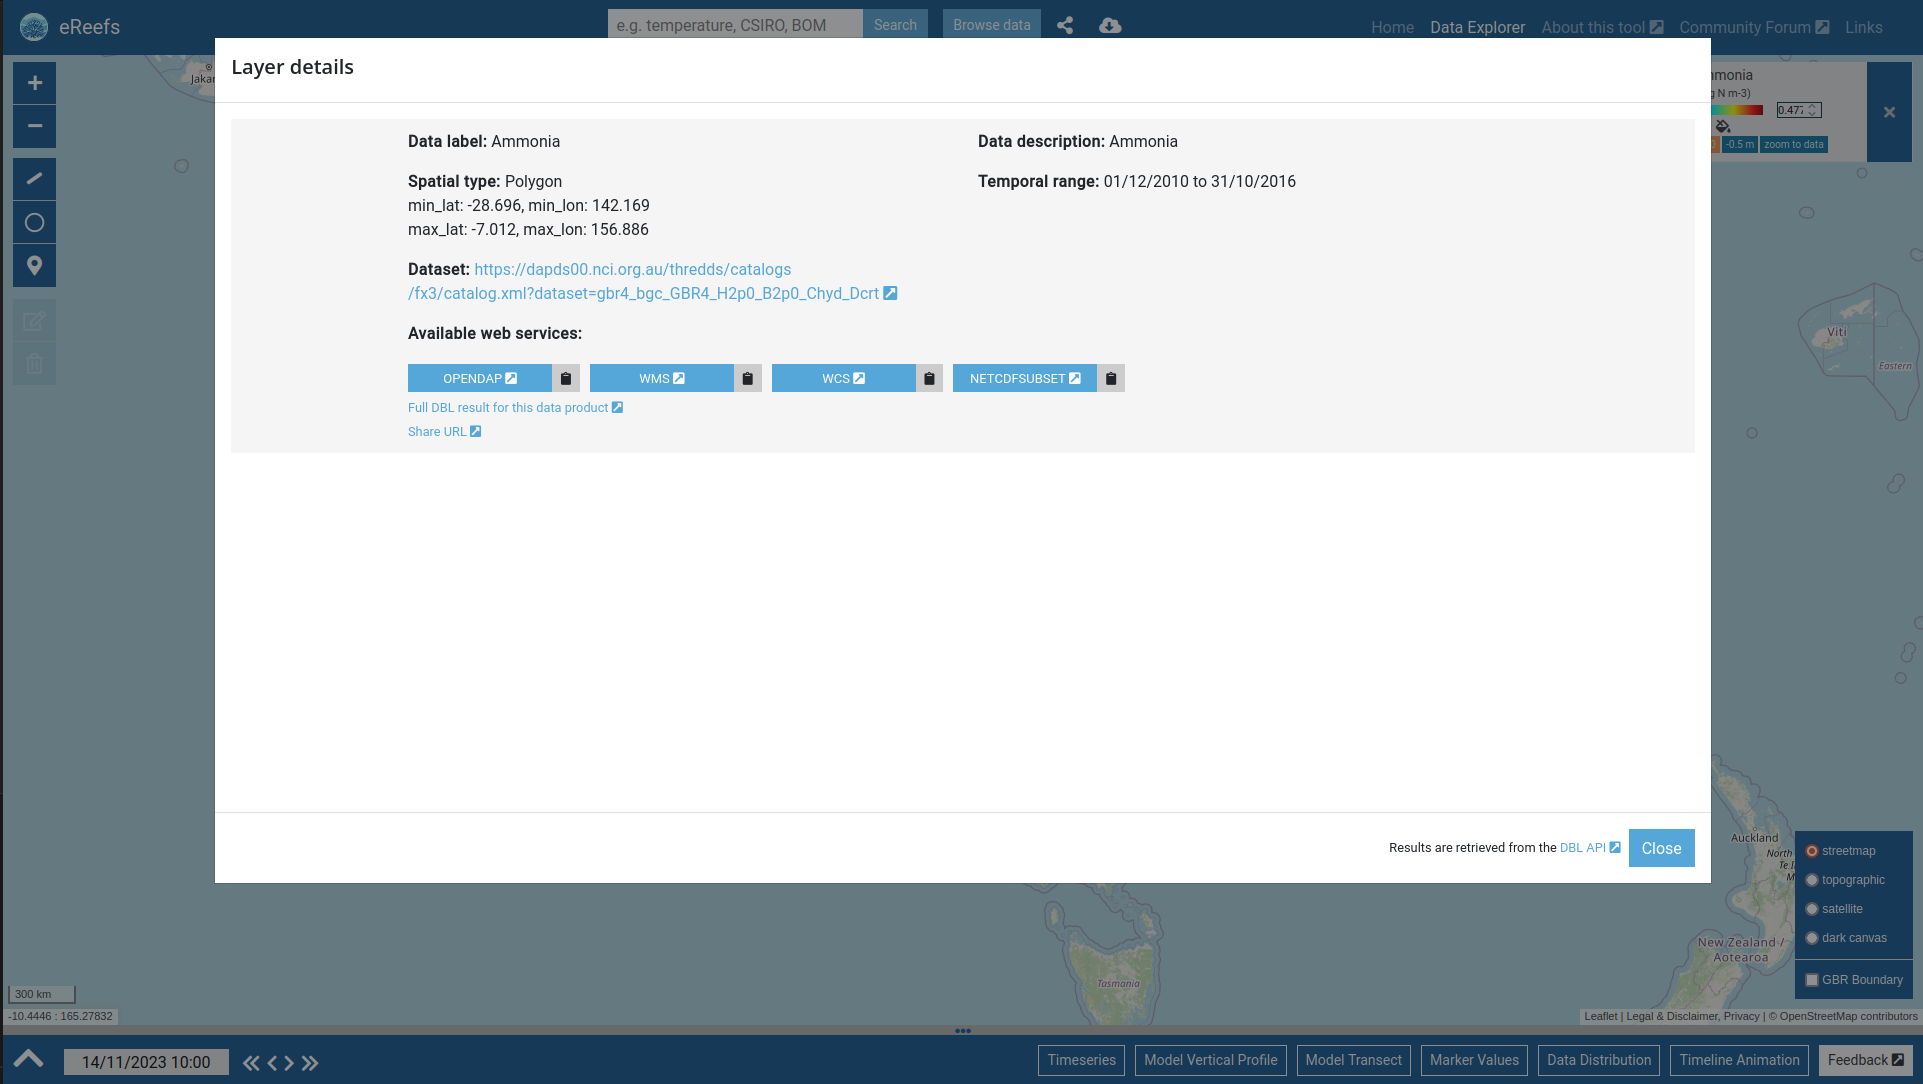 eReefs
e.g. temperature, CSIRO, BOM
Search
Browse data
Home
Data Explorer
About this tool
Community Forum
Links
Layer details
Data label: Ammonia
Data description: Ammonia
Spatial type: Polygon
min_lat: -28.696, min_lon: 142.169
max_lat: -7.012, max_lon: 156.886
Temporal range: 01/12/2010 to 31/10/2016
Dataset: https://dapds00.nci.org.au/thredds/catalogs
/fx3/catalog.xml?dataset=gbr4_bgc_GBR4_H2p0_B2p0_Chyd_Dcrt
Available web services:
OPENDAP
WMS
WCS
NETCDFSUBSET
Full DBL result for this data product
Share URL
Results are retrieved from the DBL API
Close
g N m-3)
0.477
-0.5 m
zoom to data
Viti
Eastern
Auckland
North
New Zealand /
Aotearoa
Tasmania
streetmap
topographic
satellite
dark canvas
GBR Boundary
300 km
-10.4446 : 165.27832
Leaflet | Legal & Disclaimer, Privacy | © OpenStreetMap contributors
14/11/2023 10:00
Timeseries
Model Vertical Profile
Model Transect
Marker Values
Data Distribution
Timeline Animation
Feedback